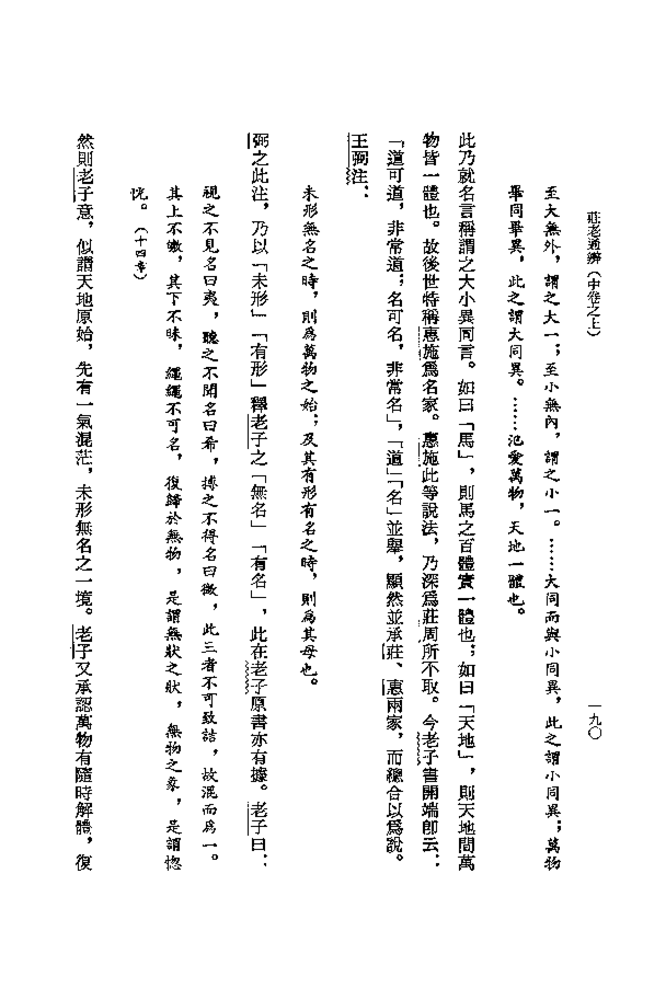 莊老通辨（中卷之上）
一九〇
至大無外，謂之大一；至小無內，謂之小一。……大同而與小同異，此之謂小同異；萬物
畢同畢異，此之謂大同異。……氾愛萬物，天地一體也。
此乃就名言稱謂之大小異同言。如曰「馬」，則馬之百體實一體也；如曰「天地」，則天地間萬
物皆一體也。故後世特稱惠施爲名家。惠施此等說法，乃深爲莊周所不取。今老子書開端卽云：
「道可道，非常道；名可名，非常名」，「道」「名」並舉，顯然並承莊、惠兩家，而總合以爲說。
王弼注：
未形無名之時，則爲萬物之始；及其有形有名之時，則爲其母也。
弼之此注，乃以「未形」「有形」釋老子之「無名」「有名」，此在老子原書亦有據。老子曰：
視之不見名曰夷，聽之不聞名曰希，搏之不得名曰微，此三者不可致詰，故混而爲一。
其上不皦，其下不昧，繩繩不可名，復歸於無物，是謂無狀之狀，無物之象，是謂惚
恍。（十四章）
然則老子意，似謂天地原始，先有一氣混茫，未形無名之一境。老子又承認萬物有隨時解體，復